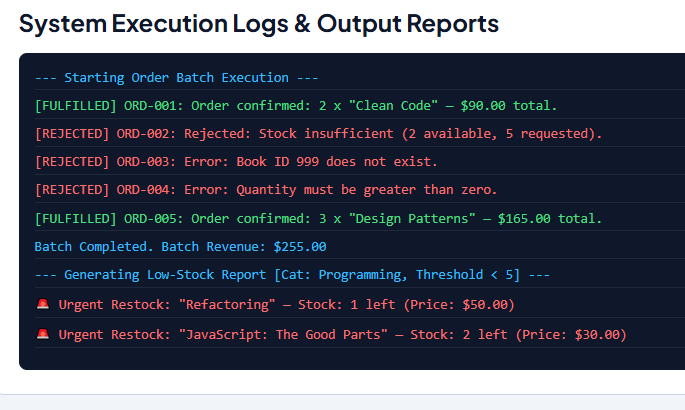 System Execution Logs & Output Reports
--- Starting Order Batch Execution ---
[FULFILLED] ORD-001: Order confirmed: 2 x "Clean Code" — $90.00 total.
[REJECTED] ORD-002: Rejected: Stock insufficient (2 available, 5 requested).
[REJECTED] ORD-003: Error: Book ID 999 does not exist.
[REJECTED] ORD-004: Error: Quantity must be greater than zero.
[FULFILLED] ORD-005: Order confirmed: 3 x "Design Patterns" — $165.00 total.
Batch Completed. Batch Revenue: $255.00
--- Generating Low-Stock Report [Cat: Programming, Threshold < 5] ---
🚨 Urgent Restock: "Refactoring" — Stock: 1 left (Price: $50.00)
🚨 Urgent Restock: "JavaScript: The Good Parts" — Stock: 2 left (Price: $30.00)